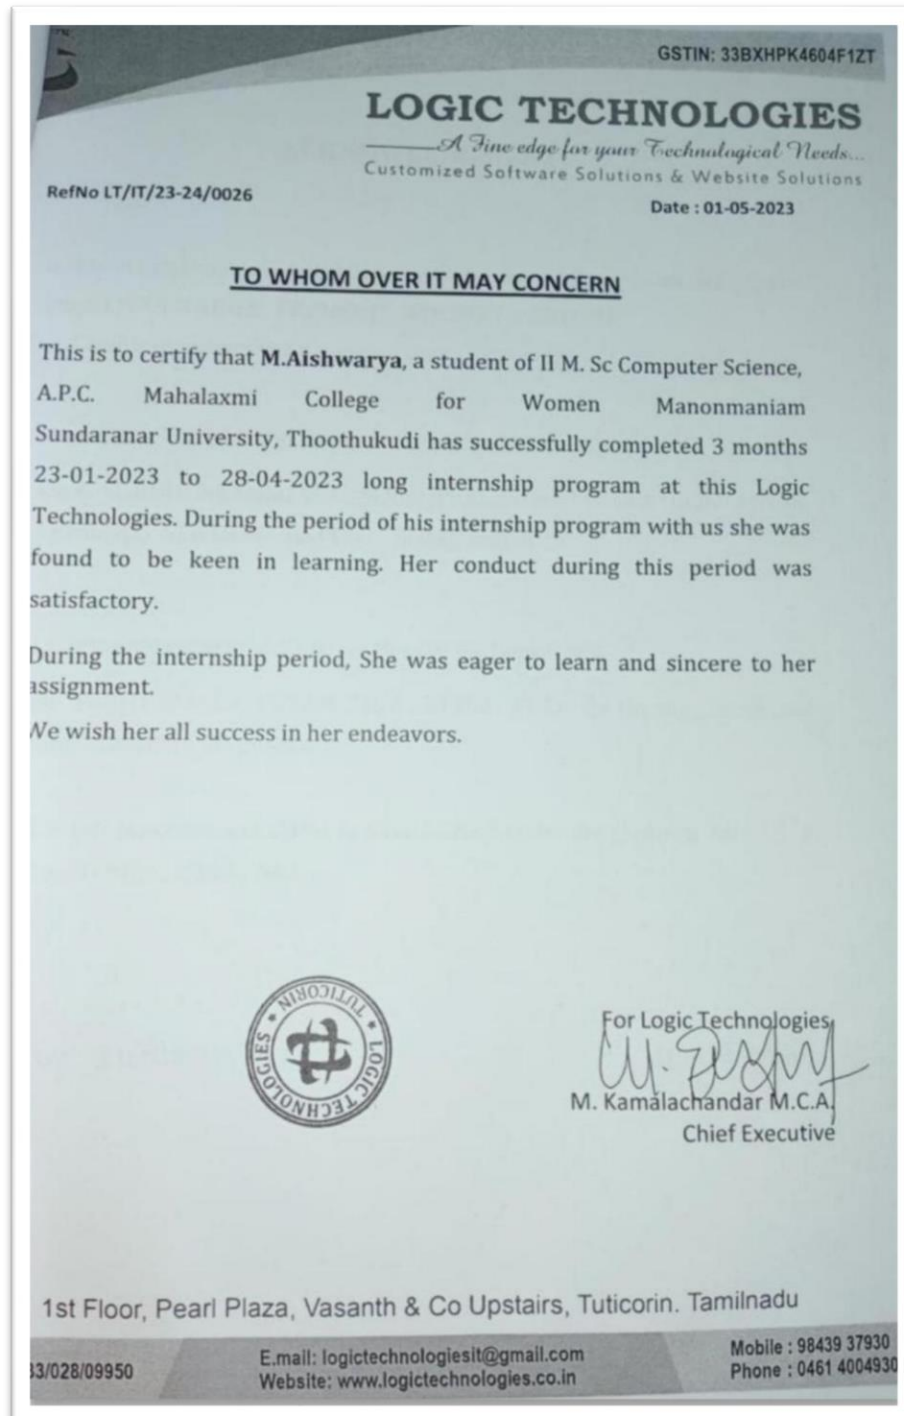 GSTIN: 33BXHPK4604F1ZT
LOGIC TECHNOLOGIES
A Fine edge for your Technological Needs...
Customized Software Solutions & Website Solutions
RefNo LT/IT/23-24/0026
Date : 01-05-2023
TO WHOM OVER IT MAY CONCERN
This is to certify that M.Aishwarya, a student of II M. Sc Computer Science,
A.P.C. Mahalaxmi College for Women Manonmaniam
Sundaranar University, Thoothukudi has successfully completed 3 months
23-01-2023 to 28-04-2023 long internship program at this Logic
Technologies. During the period of his internship program with us she was
found to be keen in learning. Her conduct during this period was
satisfactory.
During the internship period, She was eager to learn and sincere to her
assignment.
We wish her all success in her endeavors.
LOGIC TECHNOLOGIES * TUTICORIN *
For Logic Technologies
M. Kamalachandar M.C.A.
Chief Executive
1st Floor, Pearl Plaza, Vasanth & Co Upstairs, Tuticorin. Tamilnadu
33/028/09950
E.mail: logictechnologiesit@gmail.com
Website: www.logictechnologies.co.in
Mobile : 98439 37930
Phone : 0461 4004930